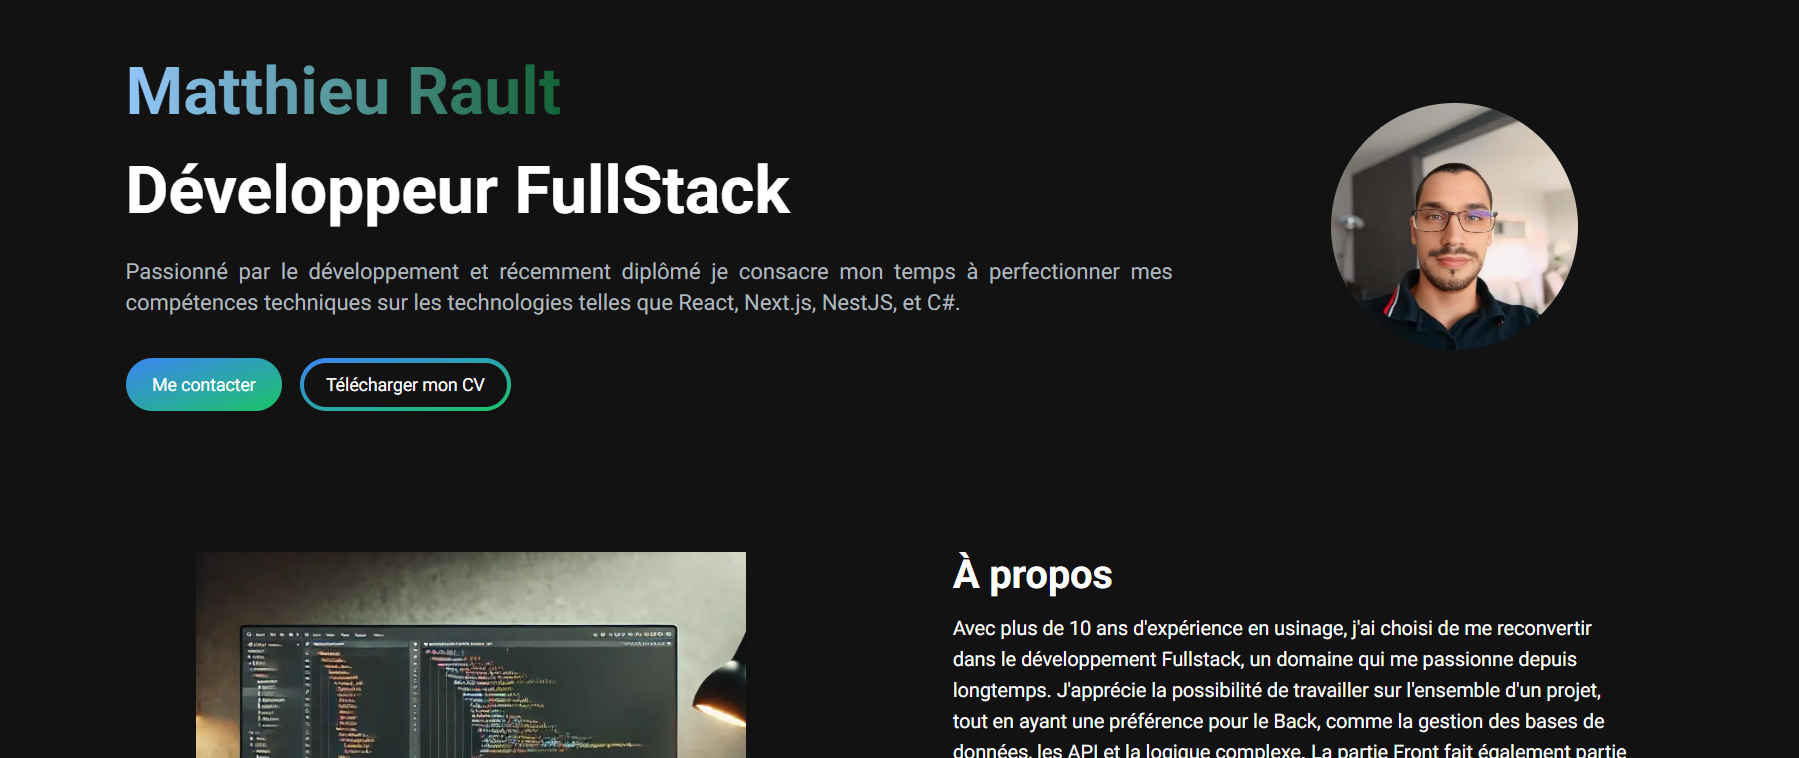 Matthieu Rault
Développeur FullStack
Passionné par le développement et récemment diplômé je consacre mon temps à perfectionner mes
compétences techniques sur les technologies telles que React, Next.js, NestJS, et C#.
Me contacter
Télécharger mon CV
À propos
Avec plus de 10 ans d'expérience en usinage, j'ai choisi de me reconvertir
dans le développement Fullstack, un domaine qui me passionne depuis
longtemps. J'apprécie la possibilité de travailler sur l'ensemble d'un projet,
tout en ayant une préférence pour le Back, comme la gestion des bases de
données, les API et la logique complexe. La partie Front fait également partie